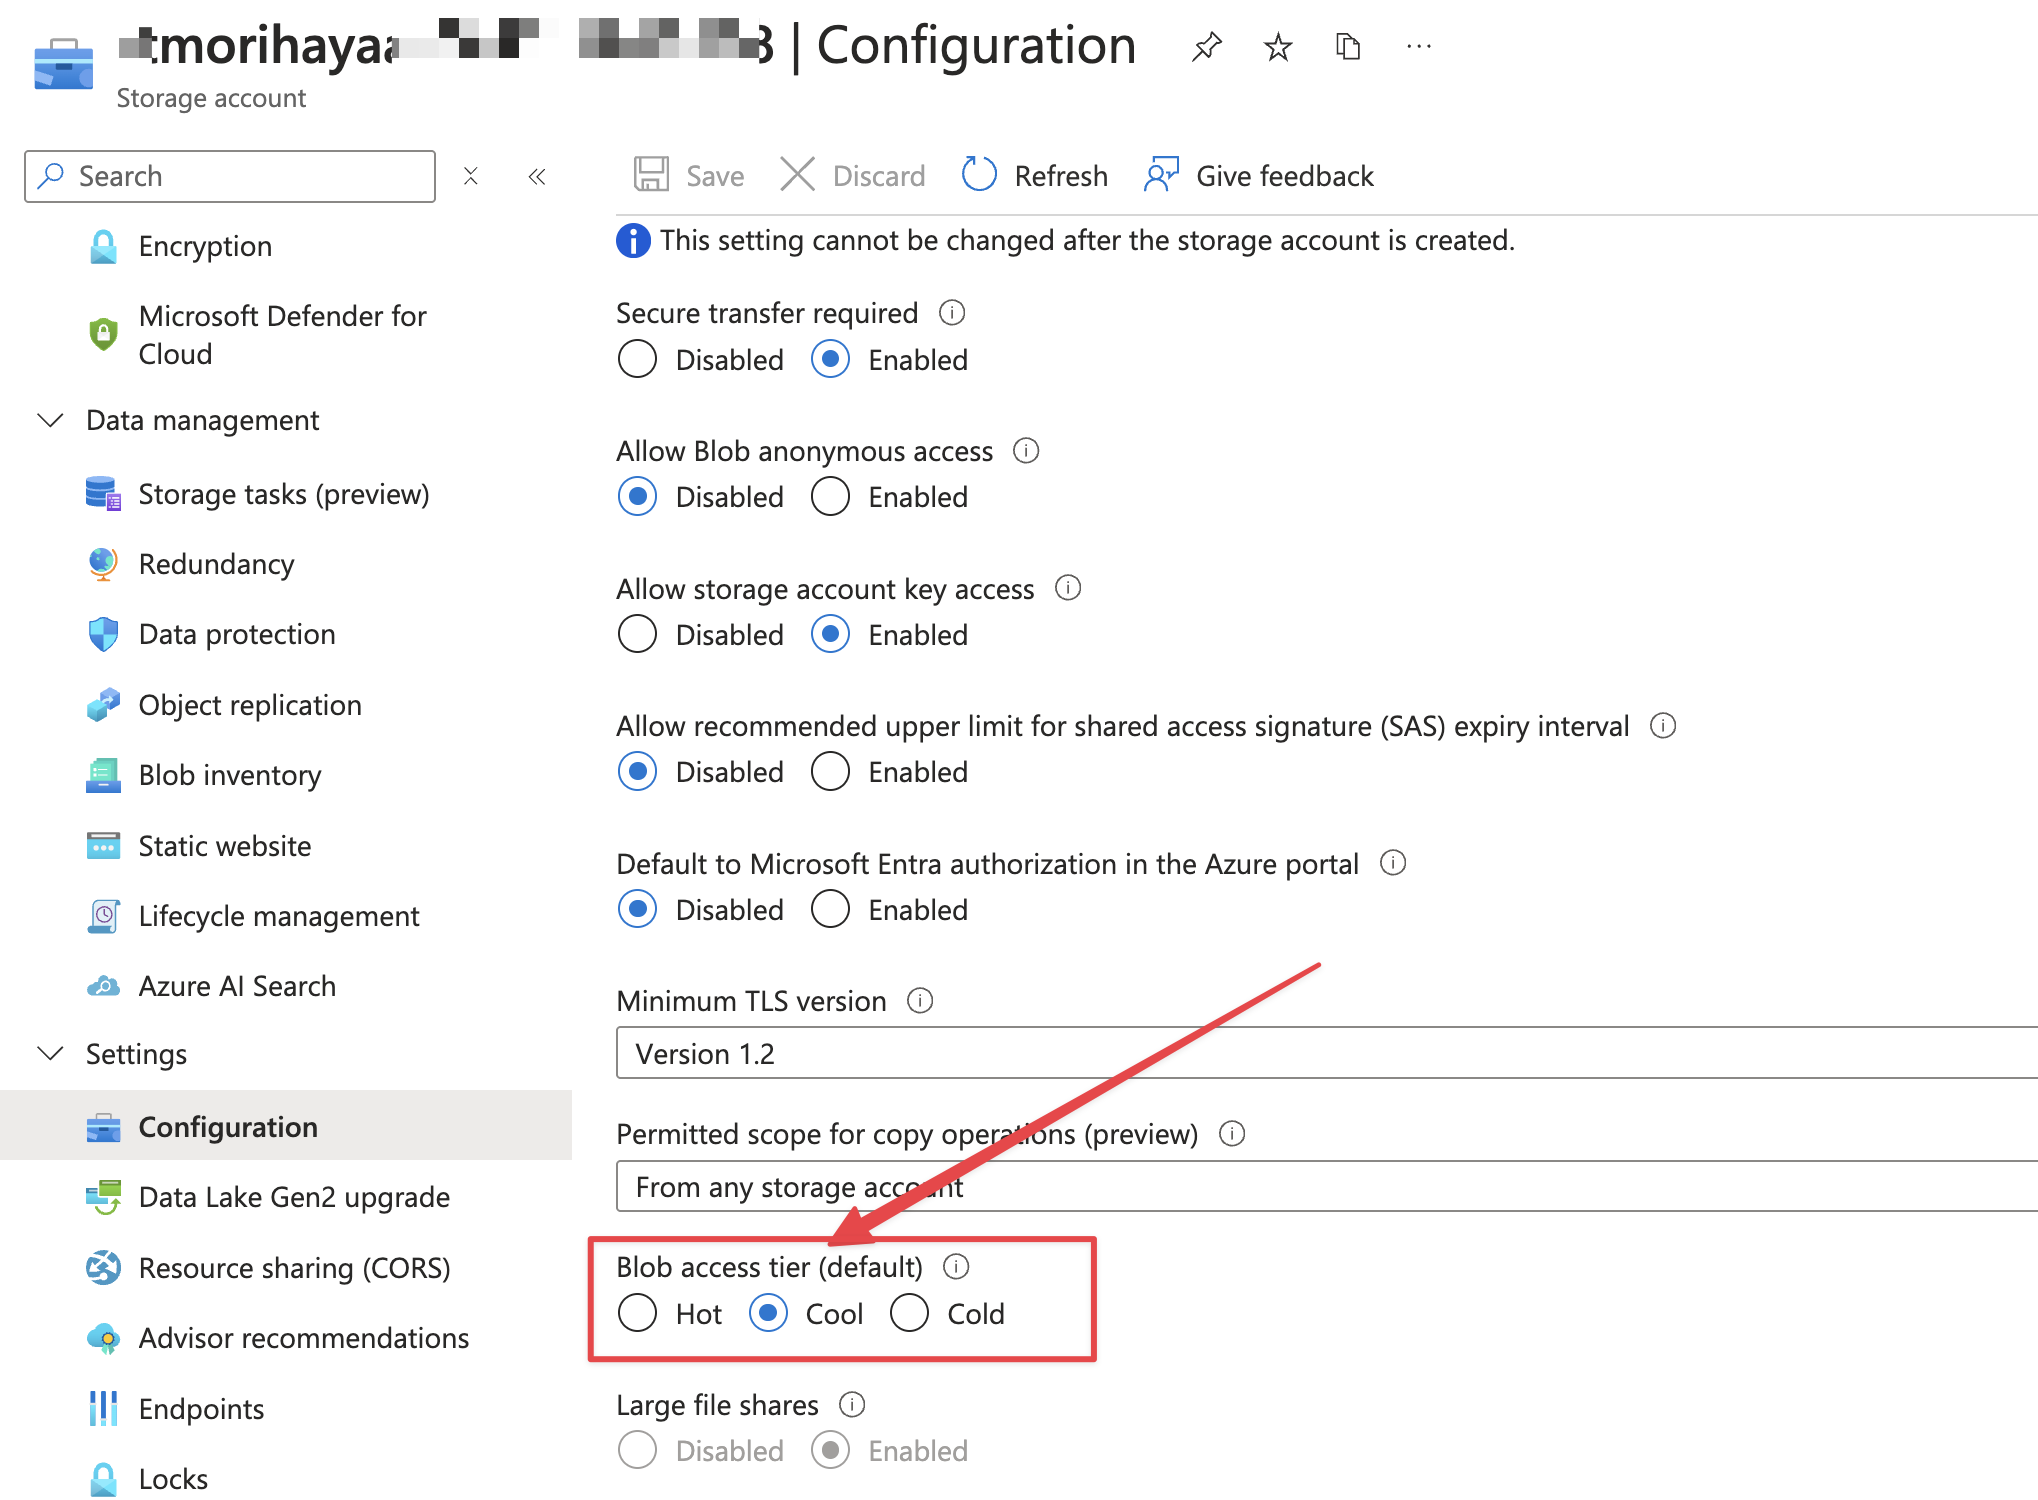 tmorihaya | Configuration
Storage account
Search
Save Discard Refresh Give feedback
This setting cannot be changed after the storage account is created.
Encryption
Microsoft Defender for
Cloud
Data management
Storage tasks (preview)
Redundancy
Data protection
Object replication
Blob inventory
Static website
Lifecycle management
Azure AI Search
Settings
Configuration
Data Lake Gen2 upgrade
Resource sharing (CORS)
Advisor recommendations
Endpoints
Locks
Secure transfer required
Disabled Enabled
Allow Blob anonymous access
Disabled Enabled
Allow storage account key access
Disabled Enabled
Allow recommended upper limit for shared access signature (SAS) expiry interval
Disabled Enabled
Default to Microsoft Entra authorization in the Azure portal
Disabled Enabled
Minimum TLS version
Version 1.2
Permitted scope for copy operations (preview)
From any storage account
Blob access tier (default)
Hot Cool Cold
Large file shares
Disabled Enabled